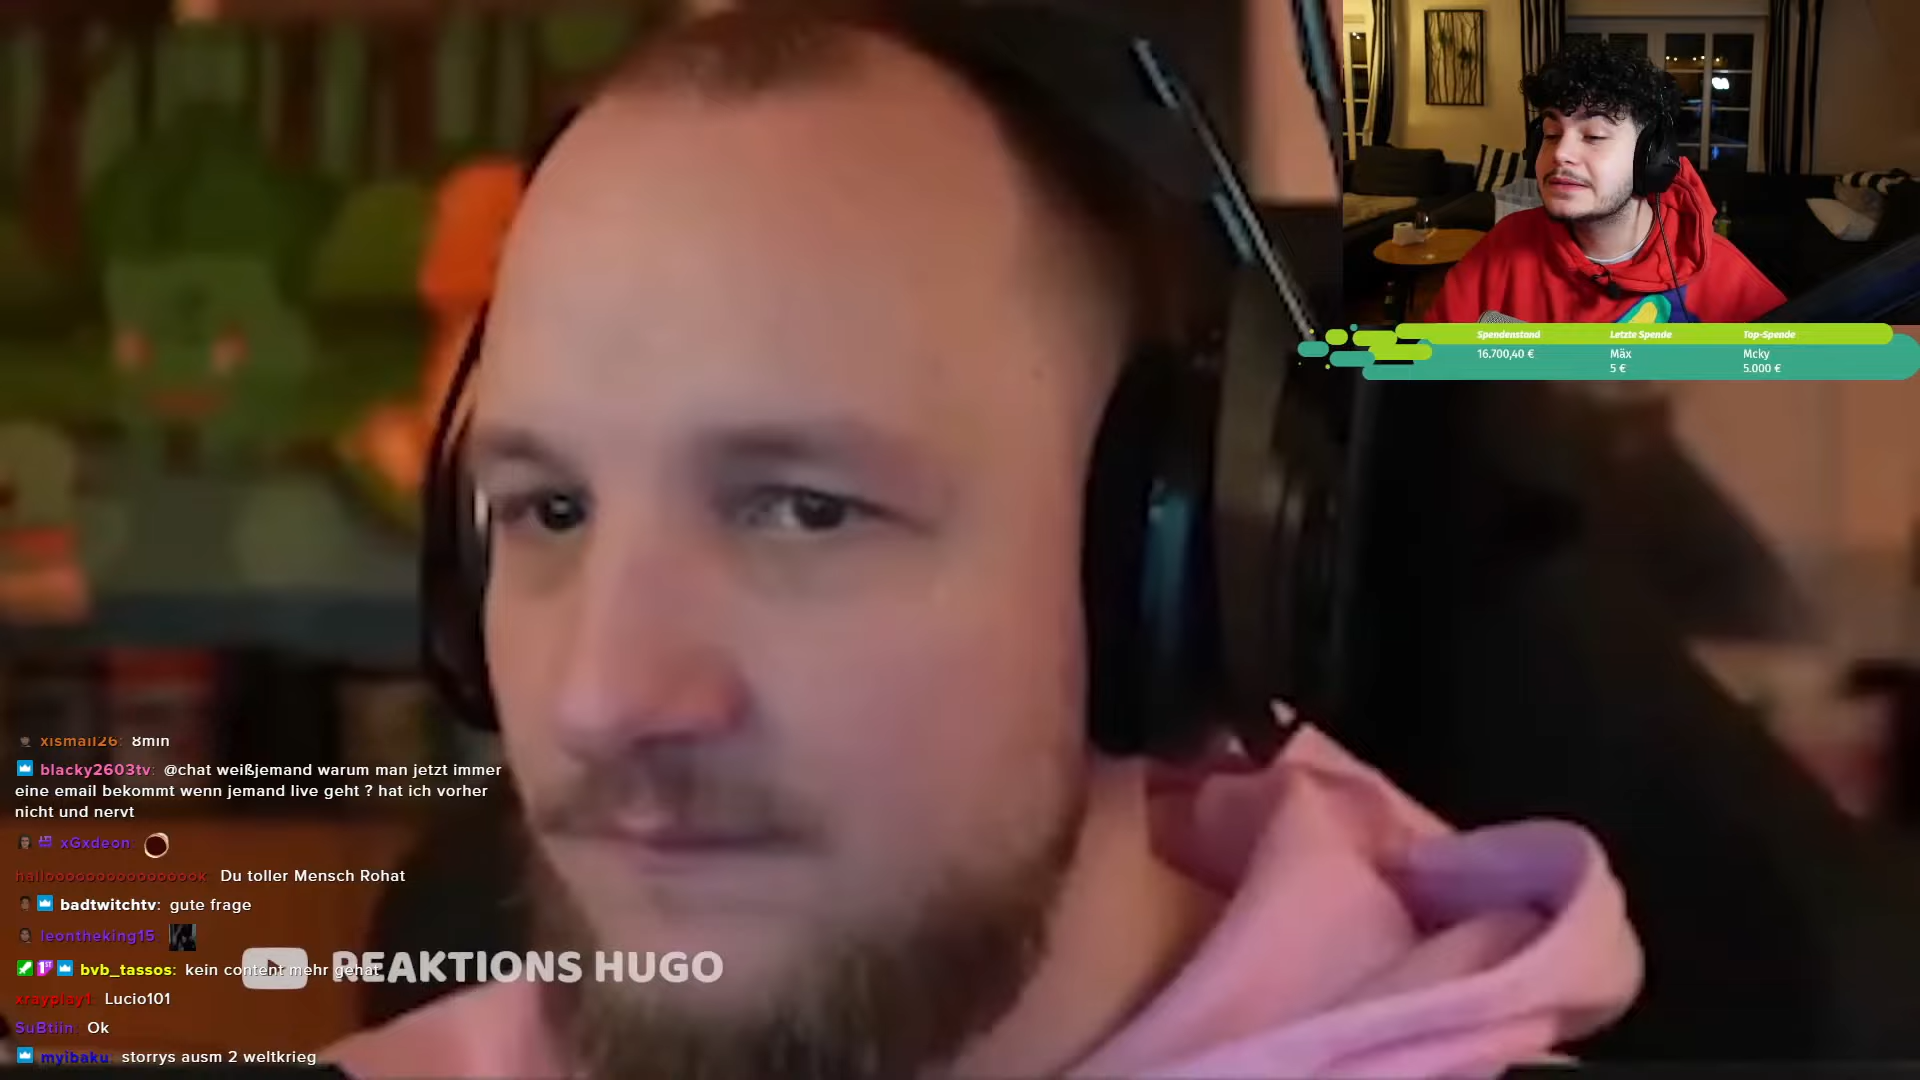 Spendenstand Letzte Spende Top-Spende
16.700,40 € Mäx Mcky
5 € 5.000 €
xismail26: 8min
blacky2603tv: @chat weißjemand warum man jetzt immer
eine email bekommt wenn jemand live geht ? hat ich vorher
nicht und nervt
xGxdeon
hallooooooooooooooook: Du toller Mensch Rohat
badtwitchtv: gute frage
leontheking15
bvb_tassos: kein content mehr gehat
REAKTIONS HUGO
xrayplay1: Lucio101
SuBtiin: Ok
myibaku: storrys ausm 2 weltkrieg